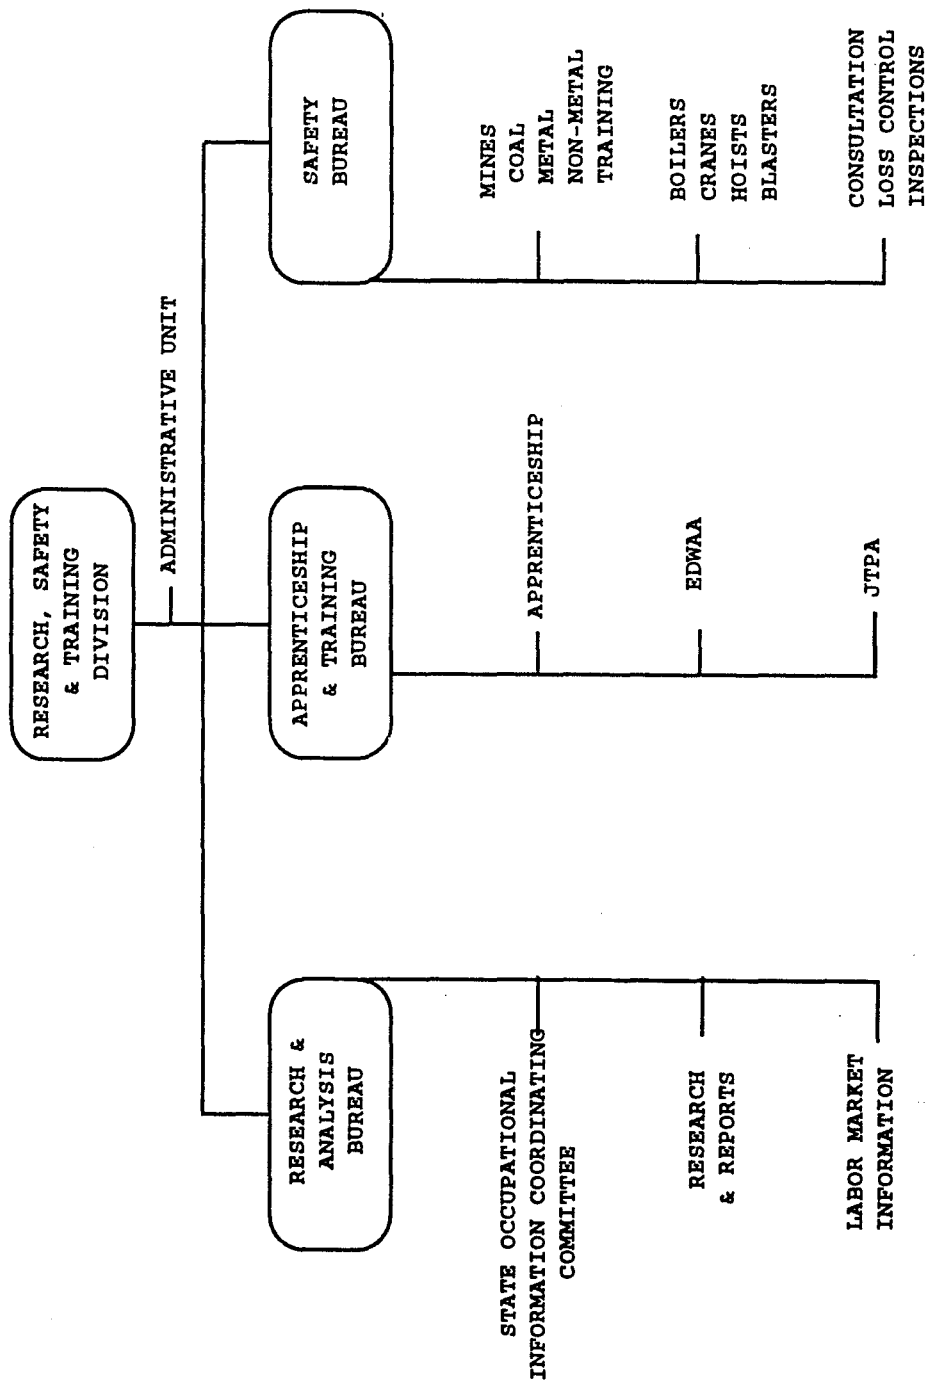 RESEARCH, SAFETY
& TRAINING
DIVISION
ADMINISTRATIVE UNIT
RESEARCH &
ANALYSIS
BUREAU
STATE OCCUPATIONAL
INFORMATION COORDINATING
COMMITTEE
RESEARCH
& REPORTS
LABOR MARKET
INFORMATION
APPRENTICESHIP
& TRAINING
BUREAU
APPRENTICESHIP
EDWAA
JTPA
SAFETY
BUREAU
MINES
COAL
METAL
NON-METAL
TRAINING
BOILERS
CRANES
HOISTS
BLASTERS
CONSULTATION
LOSS CONTROL
INSPECTIONS